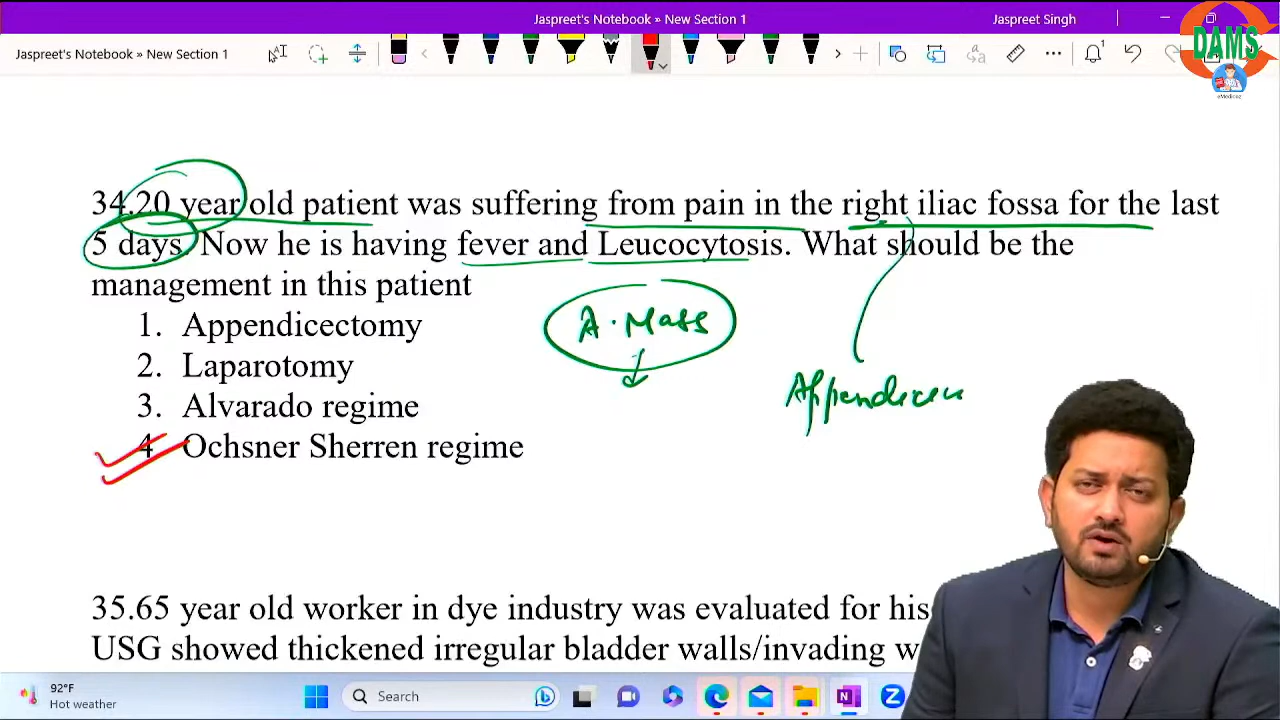 Jaspreet's Notebook » New Section 1
Jaspreet Singh
Jaspreet's Notebook » New Section 1
DAMS
eMedicoz
34.20 year old patient was suffering from pain in the right iliac fossa for the last
5 days. Now he is having fever and Leucocytosis. What should be the
management in this patient
1. Appendicectomy
A. Mass
2. Laparotomy
3. Alvarado regime
4 Ochsner Sherren regime
35.65 year old worker in dye industry was evaluated for his
USG showed thickened irregular bladder walls/invading
92°F
Hot weather
Search